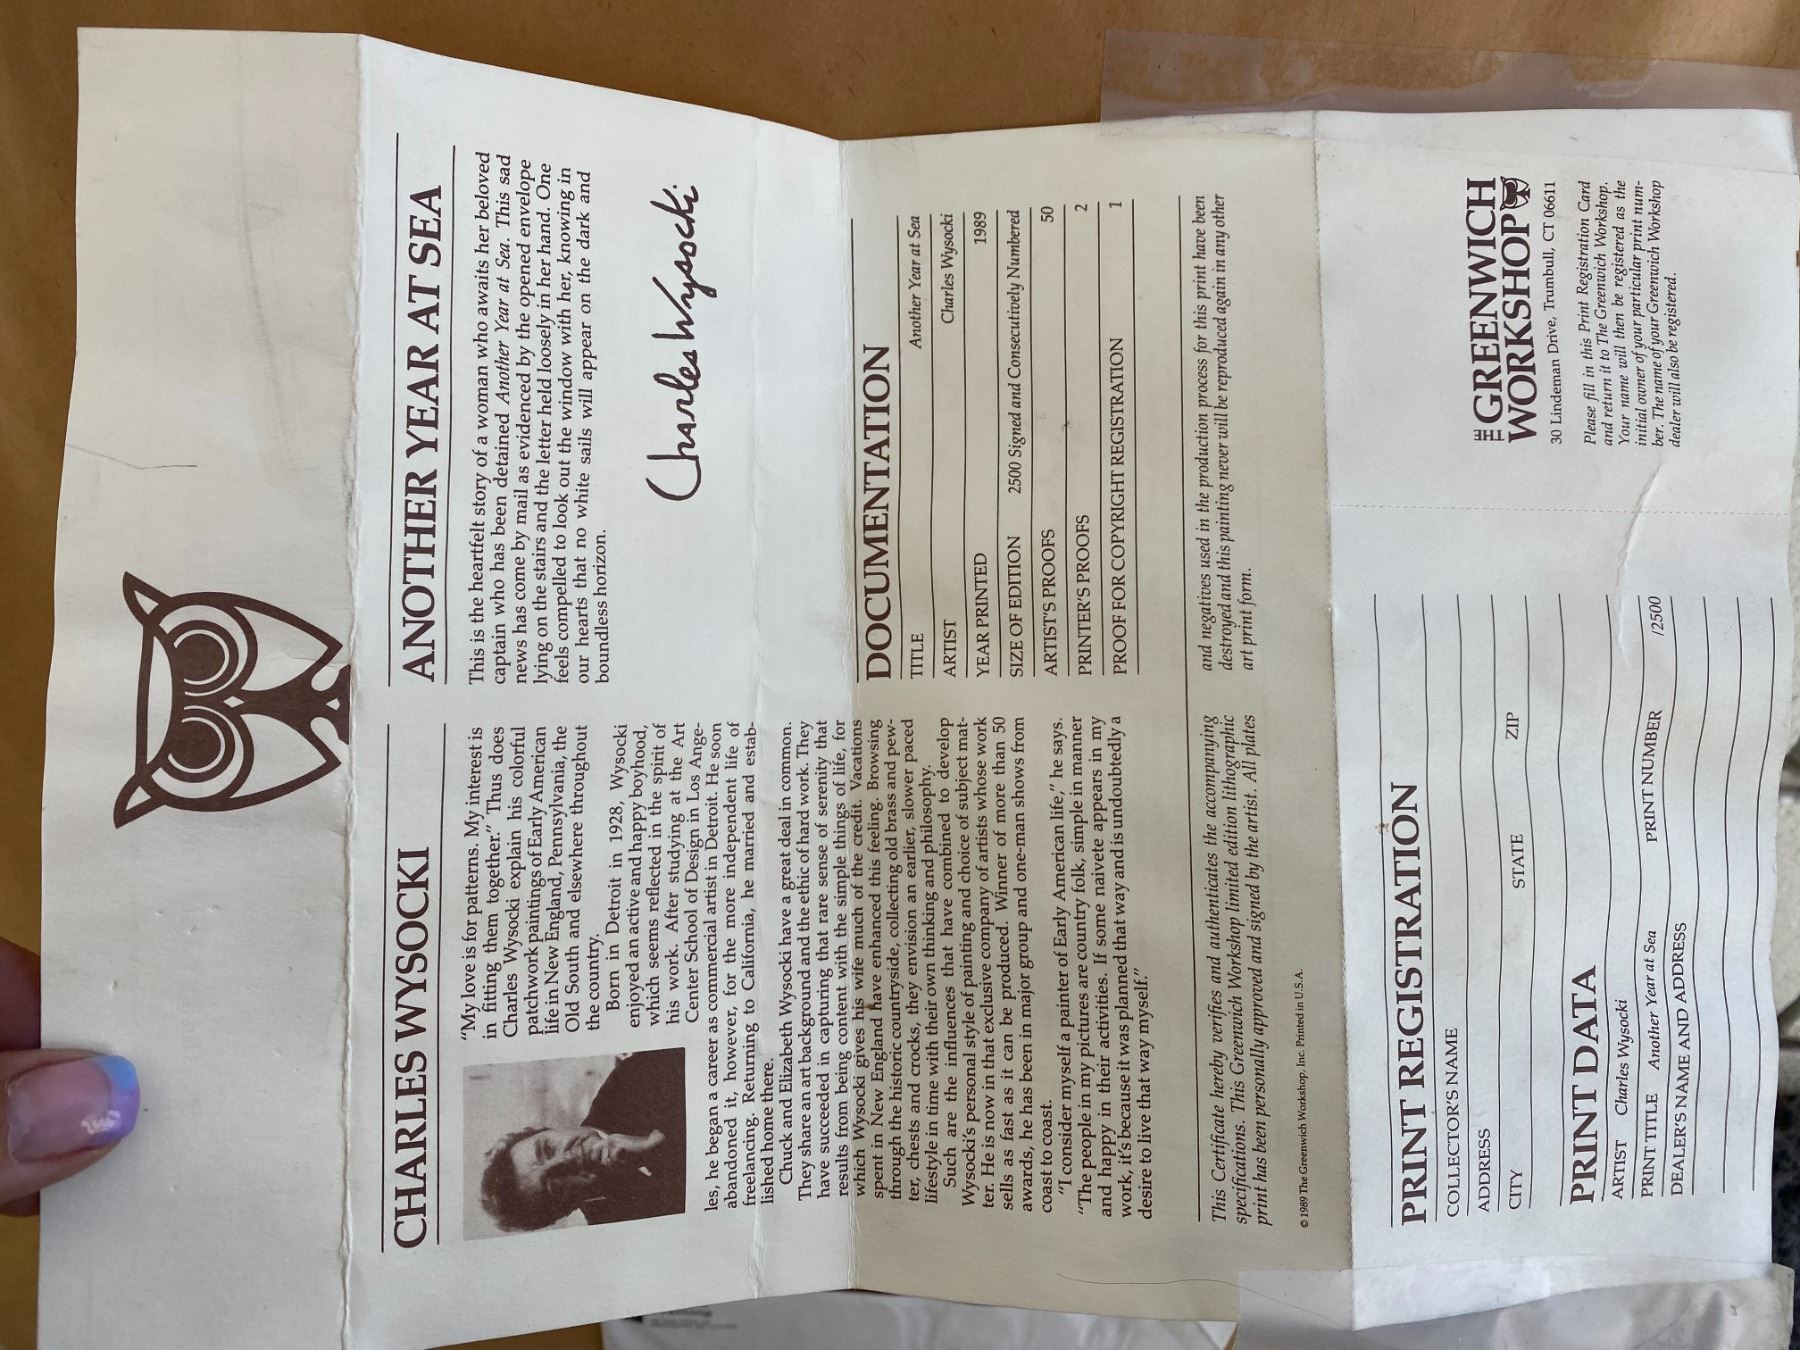 CHARLES WYSOCKI
"My love is for patterns. My interest is
in fitting them together." Thus does
Charles Wysocki explain his colorful
patchwork paintings of Early American
life in New England, Pennsylvania, the
Old South and elsewhere throughout
the country.
Born in Detroit in 1928, Wysocki
enjoyed an active and happy boyhood,
which seems reflected in the spirit of
his work. After studying at the Art
Center School of Design in Los Ange-
les, he began a career as commercial artist in Detroit. He soon
abandoned it, however, for the more independent life of
freelancing. Returning to California, he married and estab-
lished home there.
Chuck and Elizabeth Wysocki have a great deal in common.
They share an art background and the ethic of hard work. They
have succeeded in capturing that rare sense of serenity that
results from being content with the simple things of life, for
which Wysocki gives his wife much of the credit. Vacations
spent in New England have enhanced this feeling. Browsing
through the historic countryside, collecting old brass and pew-
ter, chests and crocks, they envision an earlier, slower paced
lifestyle in time with their own thinking and philosophy.
Such are the influences that have combined to develop
Wysocki's personal style of painting and choice of subject mat-
ter. He is now in that exclusive company of artists whose work
sells as fast as it can be produced. Winner of more than 50
awards, he has been in major group and one-man shows from
coast to coast.
"I consider myself a painter of Early American life," he says.
"The people in my pictures are country folk, simple in manner
and happy in their activities. If some naivete appears in my
work, it's because it was planned that way and is undoubtedly a
desire to live that way myself."
ANOTHER YEAR AT SEA
This is the heartfelt story of a woman who awaits her beloved
captain who has been detained Another Year at Sea. This sad
news has come by mail as evidenced by the opened envelope
lying on the stairs and the letter held loosely in her hand. One
feels compelled to look out the window with her, knowing in
our hearts that no white sails will appear on the dark and
boundless horizon.
Charles Wysocki
DOCUMENTATION
TITLE Another Year at Sea
ARTIST Charles Wysocki
YEAR PRINTED 1989
SIZE OF EDITION 2500 Signed and Consecutively Numbered
ARTIST'S PROOFS 50
PRINTER'S PROOFS 2
PROOF FOR COPYRIGHT REGISTRATION 1
This Certificate hereby verifies and authenticates the accompanying
specifications. This Greenwich Workshop limited edition lithographic
print has been personally approved and signed by the artist. All plates
and negatives used in the production process for this print have been
destroyed and this painting never will be reproduced again in any other
art print form.
© 1989 The Greenwich Workshop, Inc. Printed in U.S.A.
PRINT REGISTRATION
COLLECTOR'S NAME
ADDRESS
CITY STATE ZIP
PRINT DATA
ARTIST Charles Wysocki
PRINT TITLE Another Year at Sea PRINT NUMBER /2500
DEALER'S NAME AND ADDRESS
THE GREENWICH
WORKSHOP
30 Lindeman Drive, Trumbull, CT 06611
Please fill in this Print Registration Card
and return it to The Greenwich Workshop.
Your name will then be registered as the
initial owner of your particular print num-
ber. The name of your Greenwich Workshop
dealer will also be registered.